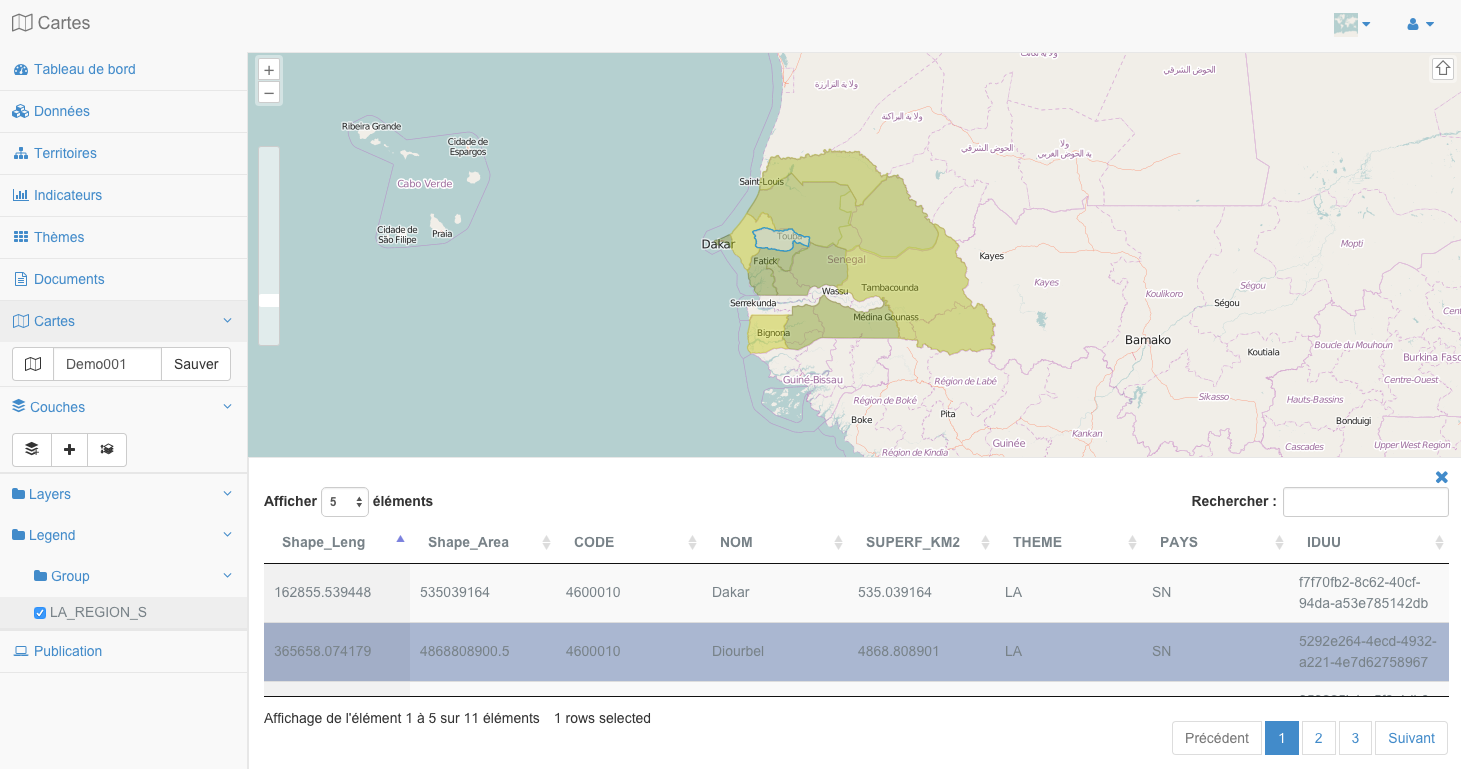 Cartes
Tableau de bord
Données
Territoires
Indicateurs
Thèmes
Documents
Cartes
Demo001
Sauver
Couches
Layers
Legend
Group
LA_REGION_S
Publication
+
−
ولاية الترارزة
الحوض الشرقي
ولاية البراكنة
الحوض الشرقي
Ribeira Grande
Cidade de
Espargos
Cabo Verde
Cidade de
São Filipe
Praia
Saint-Louis
Dakar
Touba
Fatick
Senegal
Tambacounda
Wassu
Serrekunda
Médina Gounass
Bignona
Kayes
Kayes
Mopti
Ségou
Koulikoro
Ségou
Bamako
Koutiala
Boucle du Mouhoun
Burkina Faso
Centre-Ouest
Sikasso
Hauts-Bassins
Bonduigi
Cascades
Upper West Region
Guiné-Bissau
Région de Labé
Région de Boké
Boke
Pita
Guinée
Kankan
Région de Kindia
Afficher 5 éléments
Rechercher :
Shape_Leng Shape_Area CODE NOM SUPERF_KM2 THEME PAYS IDUU
162855.539448 535039164 4600010 Dakar 535.039164 LA SN f7f70fb2-8c62-40cf-
94da-a53e785142db
365658.074179 4868808900.5 4600010 Diourbel 4868.808901 LA SN 5292e264-4ecd-4932-
a221-4e7d62758967
Affichage de l'élément 1 à 5 sur 11 éléments 1 rows selected
Précédent 1 2 3 Suivant